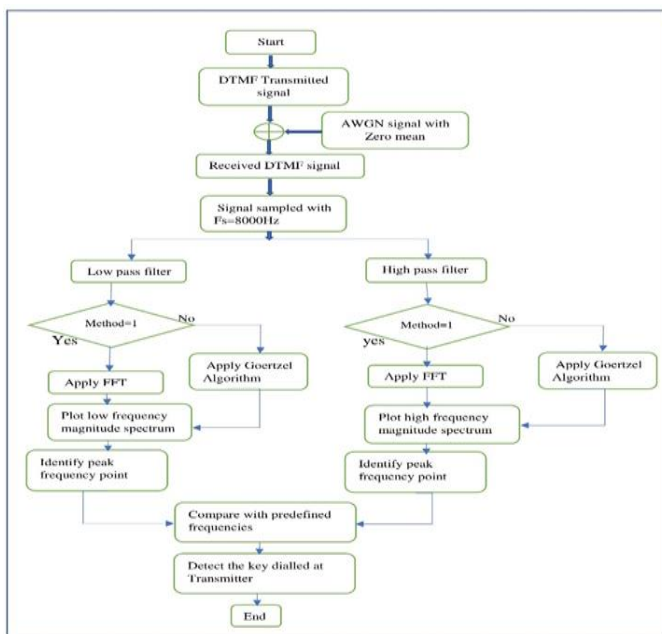 Start
DTMF Transmitted
signal
AWGN signal with
Zero mean
Received DTMF signal
Signal sampled with
Fs=8000Hz
Low pass filter
High pass filter
Method=1
No
Yes
Method=1
No
yes
Apply FFT
Apply Goertzel
Algorithm
Apply FFT
Apply Goertzel
Algorithm
Plot low frequency
magnitude spectrum
Plot high frequency
magnitude spectrum
Identify peak
frequency point
Identify peak
frequency point
Compare with predefined
frequencies
Detect the key dialled at
Transmitter
End